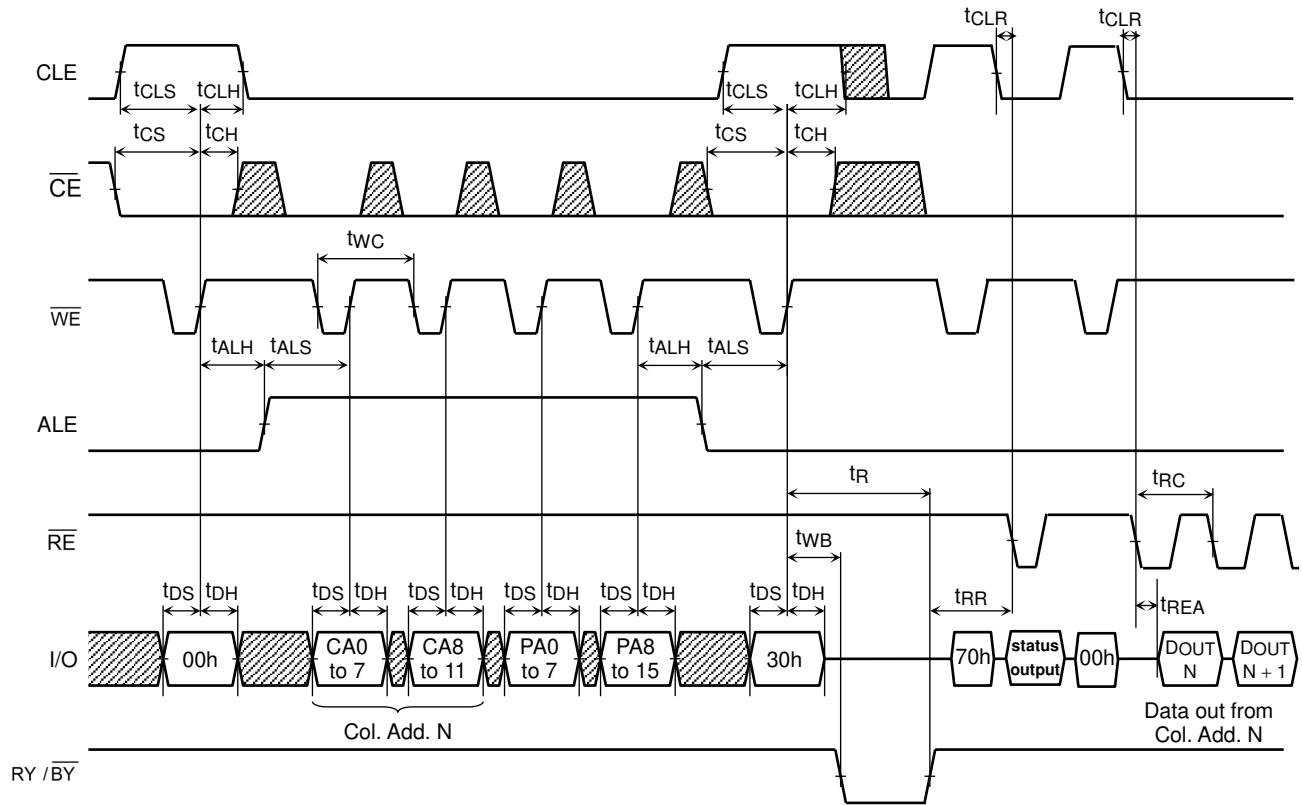 tCLR tCLR
CLE
tCLS tCLH tCLS tCLH
tCS tCH tCS tCH
CE
tWC
WE
tALH tALS tALH tALS
ALE
tR
tRC
RE
tWB
tDS tDH tDS tDH tDS tDH tDS tDH tDS tDH tDS tDH
tRR
tREA
I/O
00h
CA0 to 7
CA8 to 11
PA0 to 7
PA8 to 15
30h
70h
status output
00h
DOUT N
DOUT N + 1
Col. Add. N
Data out from
Col. Add. N
RY / BY